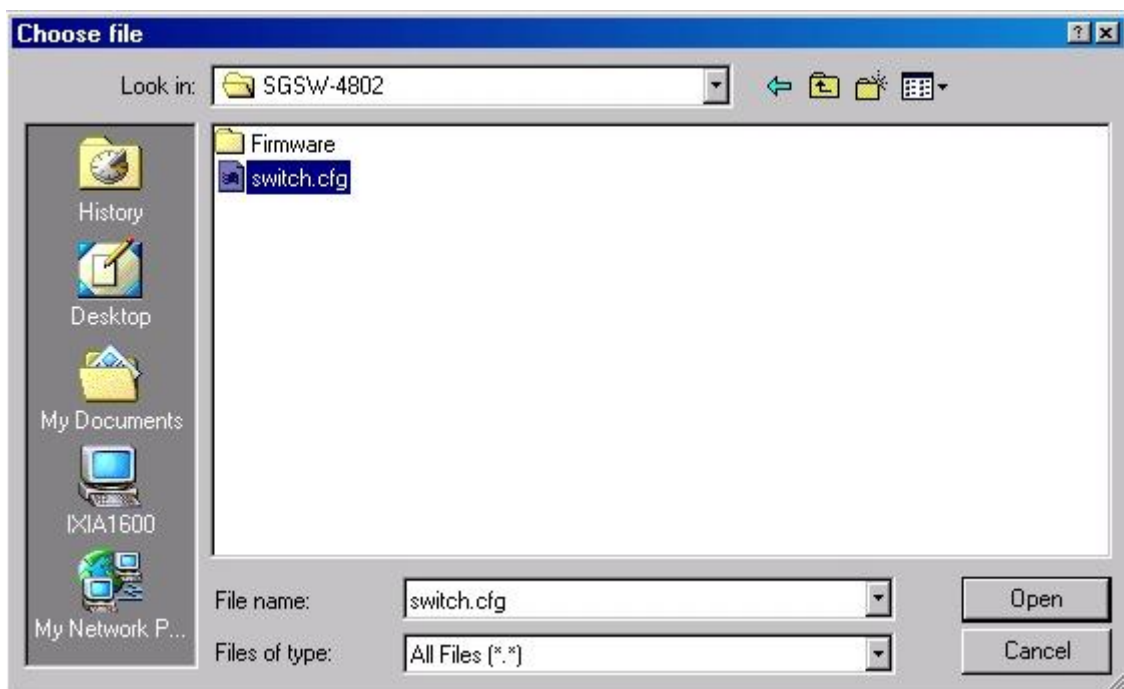 Choose file
Look in: SGSW-4802
Firmware
switch.cfg
History
Desktop
My Documents
IXIA1600
My Network P...
File name: switch.cfg Open
Files of type: All Files (*.*) Cancel